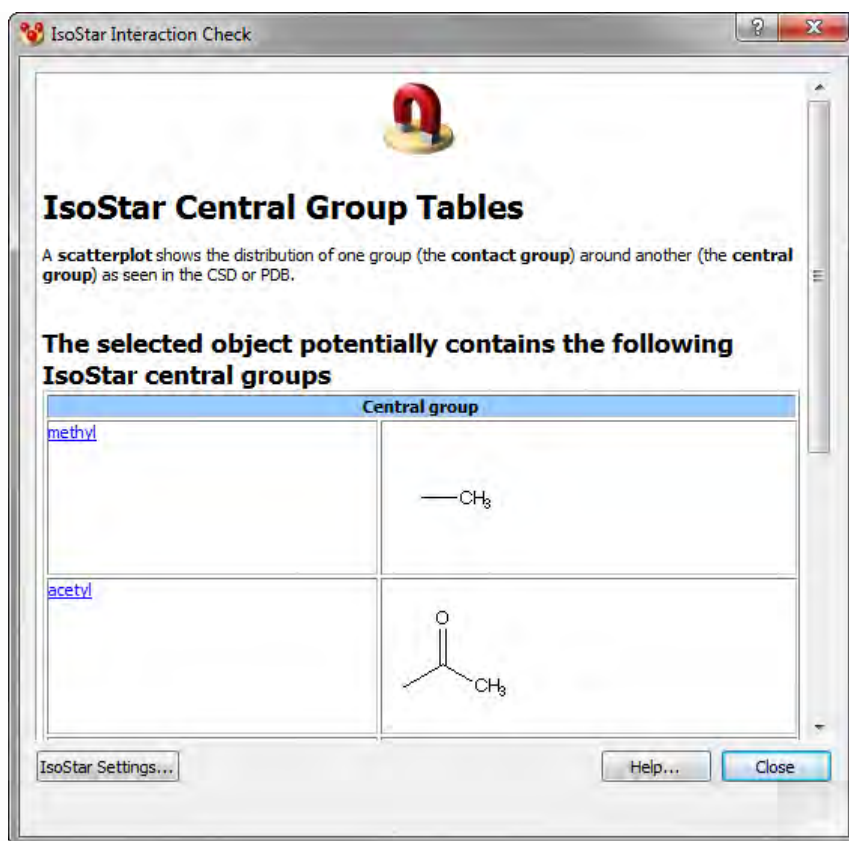 IsoStar Interaction Check
?
IsoStar Central Group Tables
A scatterplot shows the distribution of one group (the contact group) around another (the central
group) as seen in the CSD or PDB.
The selected object potentially contains the following
IsoStar central groups
Central group
methyl
CH₃
acetyl
O
CH₃
IsoStar Settings...
Help...
Close